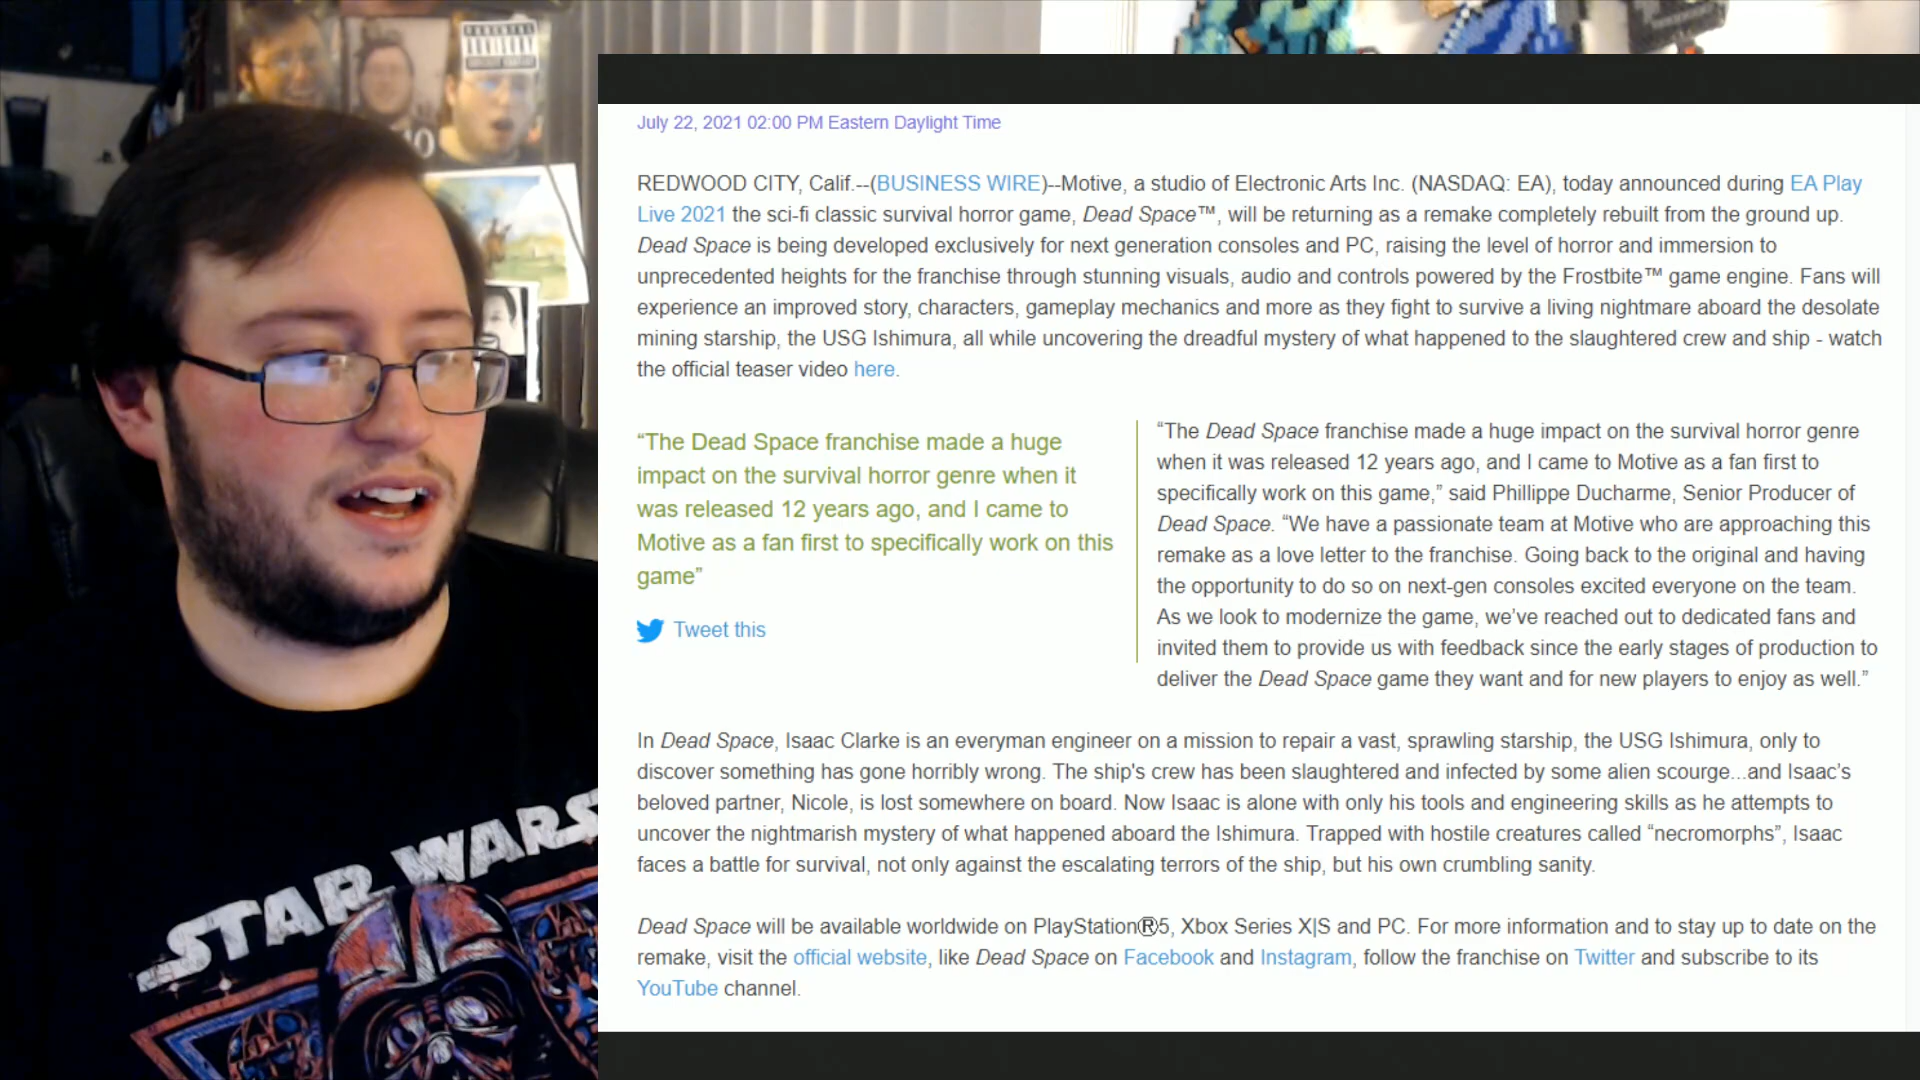 PARENTAL
ADVISORY
July 22, 2021 02:00 PM Eastern Daylight Time
REDWOOD CITY, Calif.--(BUSINESS WIRE)--Motive, a studio of Electronic Arts Inc. (NASDAQ: EA), today announced during EA Play
Live 2021 the sci-fi classic survival horror game, Dead Space™, will be returning as a remake completely rebuilt from the ground up.
Dead Space is being developed exclusively for next generation consoles and PC, raising the level of horror and immersion to
unprecedented heights for the franchise through stunning visuals, audio and controls powered by the Frostbite™ game engine. Fans will
experience an improved story, characters, gameplay mechanics and more as they fight to survive a living nightmare aboard the desolate
mining starship, the USG Ishimura, all while uncovering the dreadful mystery of what happened to the slaughtered crew and ship - watch
the official teaser video here.
“The Dead Space franchise made a huge
impact on the survival horror genre when it
was released 12 years ago, and I came to
Motive as a fan first to specifically work on this
game”
Tweet this
“The Dead Space franchise made a huge impact on the survival horror genre
when it was released 12 years ago, and I came to Motive as a fan first to
specifically work on this game,” said Phillippe Ducharme, Senior Producer of
Dead Space. “We have a passionate team at Motive who are approaching this
remake as a love letter to the franchise. Going back to the original and having
the opportunity to do so on next-gen consoles excited everyone on the team.
As we look to modernize the game, we’ve reached out to dedicated fans and
invited them to provide us with feedback since the early stages of production to
deliver the Dead Space game they want and for new players to enjoy as well.”
In Dead Space, Isaac Clarke is an everyman engineer on a mission to repair a vast, sprawling starship, the USG Ishimura, only to
discover something has gone horribly wrong. The ship's crew has been slaughtered and infected by some alien scourge...and Isaac’s
beloved partner, Nicole, is lost somewhere on board. Now Isaac is alone with only his tools and engineering skills as he attempts to
uncover the nightmarish mystery of what happened aboard the Ishimura. Trapped with hostile creatures called “necromorphs”, Isaac
faces a battle for survival, not only against the escalating terrors of the ship, but his own crumbling sanity.
Dead Space will be available worldwide on PlayStation®5, Xbox Series X|S and PC. For more information and to stay up to date on the
remake, visit the official website, like Dead Space on Facebook and Instagram, follow the franchise on Twitter and subscribe to its
YouTube channel.
STAR WARS